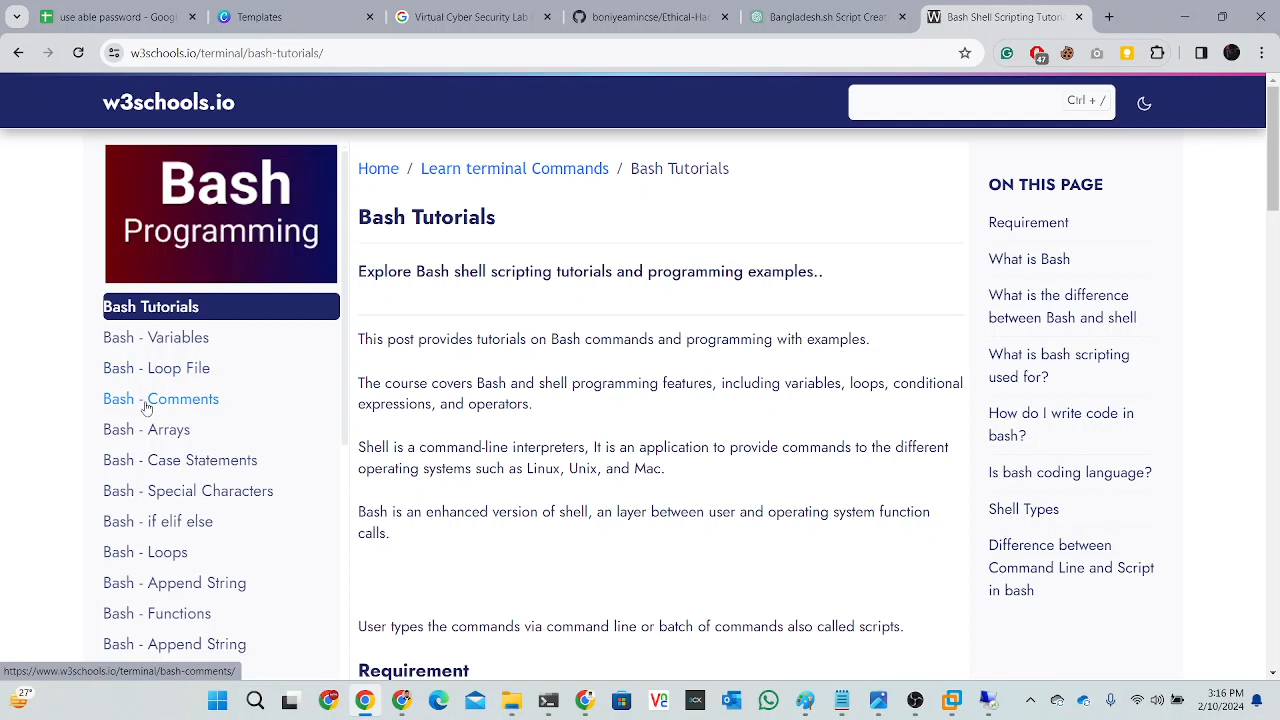 use able password - Google
Templates
Virtual Cyber Security Lab
boniyeamincse/Ethical-Hac
Bangladesh.sh Script Creat
Bash Shell Scripting Tutoria
w3schools.io/terminal/bash-tutorials/
47
w3schools.io
Ctrl + /
Bash
Programming
Bash Tutorials
Bash - Variables
Bash - Loop File
Bash - Comments
Bash - Arrays
Bash - Case Statements
Bash - Special Characters
Bash - if elif else
Bash - Loops
Bash - Append String
Bash - Functions
Bash - Append String
Home / Learn terminal Commands / Bash Tutorials
Bash Tutorials
Explore Bash shell scripting tutorials and programming examples..
This post provides tutorials on Bash commands and programming with examples.
The course covers Bash and shell programming features, including variables, loops, conditional
expressions, and operators.
Shell is a command-line interpreters, It is an application to provide commands to the different
operating systems such as Linux, Unix, and Mac.
Bash is an enhanced version of shell, an layer between user and operating system function
calls.
User types the commands via command line or batch of commands also called scripts.
Requirement
ON THIS PAGE
Requirement
What is Bash
What is the difference
between Bash and shell
What is bash scripting
used for?
How do I write code in
bash?
Is bash coding language?
Shell Types
Difference between
Command Line and Script
in bash
https://www.w3schools.io/terminal/bash-comments/
27°
3:16 PM
2/10/2024